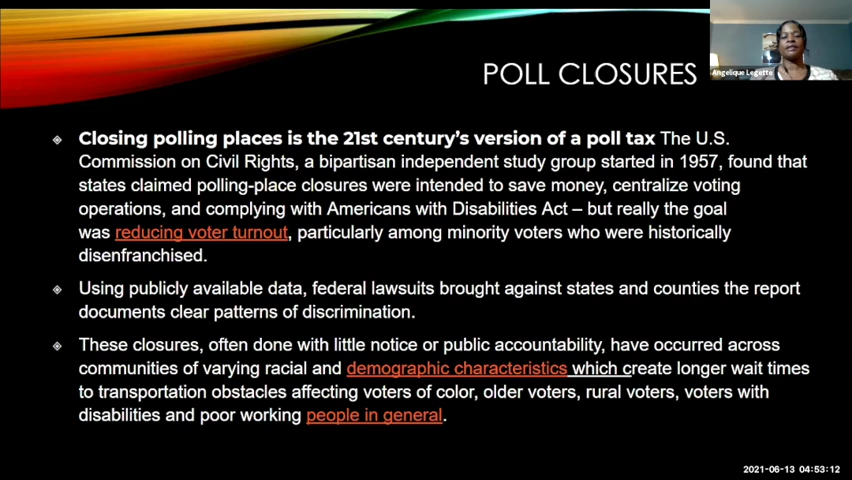 POLL CLOSURES
Angelique Legette
Closing polling places is the 21st century's version of a poll tax The U.S.
Commission on Civil Rights, a bipartisan independent study group started in 1957, found that
states claimed polling-place closures were intended to save money, centralize voting
operations, and complying with Americans with Disabilities Act – but really the goal
was reducing voter turnout, particularly among minority voters who were historically
disenfranchised.
Using publicly available data, federal lawsuits brought against states and counties the report
documents clear patterns of discrimination.
These closures, often done with little notice or public accountability, have occurred across
communities of varying racial and demographic characteristics which create longer wait times
to transportation obstacles affecting voters of color, older voters, rural voters, voters with
disabilities and poor working people in general.
2021-06-13 04:53:12